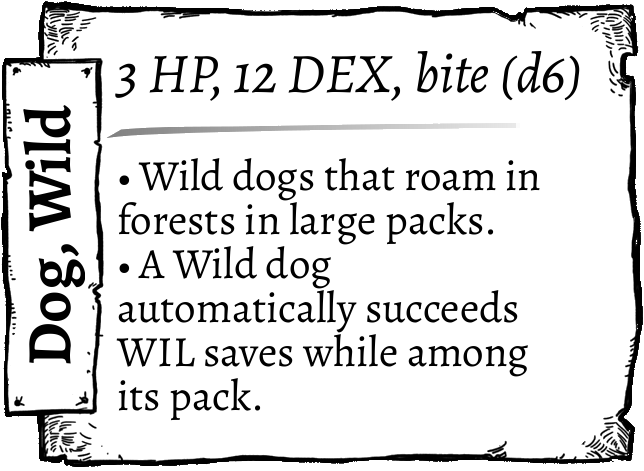 Dog, Wild
3 HP, 12 DEX, bite (d6)
• Wild dogs that roam in
forests in large packs.
• A Wild dog
automatically succeeds
WIL saves while among
its pack.